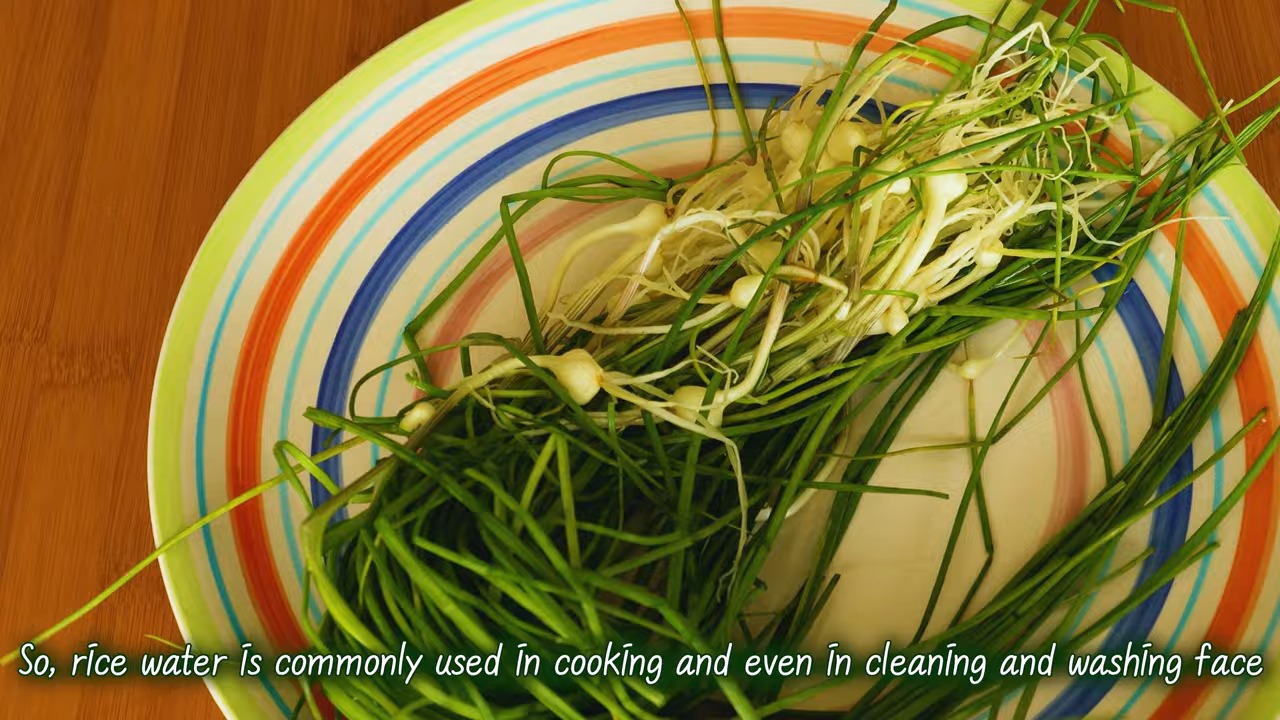 So, rice water is commonly used in cooking and even in cleaning and washing face